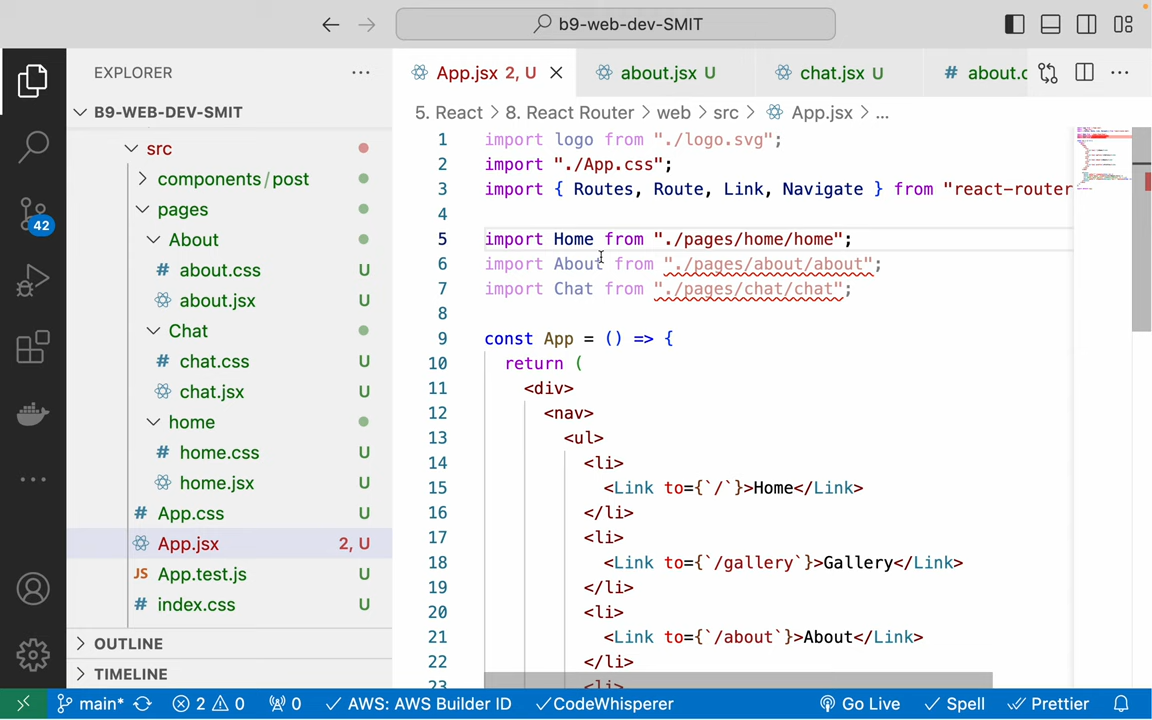 b9-web-dev-SMIT
EXPLORER
App.jsx 2, U
about.jsx U
chat.jsx U
# about.c
B9-WEB-DEV-SMIT
5. React > 8. React Router > web > src > App.jsx > ...
src
components/post
pages
About
about.css U
about.jsx U
Chat
chat.css U
chat.jsx U
home
home.css U
home.jsx U
App.css U
App.jsx 2, U
JS App.test.js U
index.css U
OUTLINE
TIMELINE
42
1 import logo from "./logo.svg";
2 import "./App.css";
3 import { Routes, Route, Link, Navigate } from "react-router
4
5 import Home from "./pages/home/home";
6 import About from "./pages/about/about";
7 import Chat from "./pages/chat/chat";
8
9 const App = () => {
10 return (
11 <div>
12 <nav>
13 <ul>
14 <li>
15 <Link to={`/`}>Home</Link>
16 </li>
17 <li>
18 <Link to={`/gallery`}>Gallery</Link>
19 </li>
20 <li>
21 <Link to={`/about`}>About</Link>
22 </li>
23 <li>
main* 2 0 0 AWS: AWS Builder ID CodeWhisperer Go Live Spell Prettier